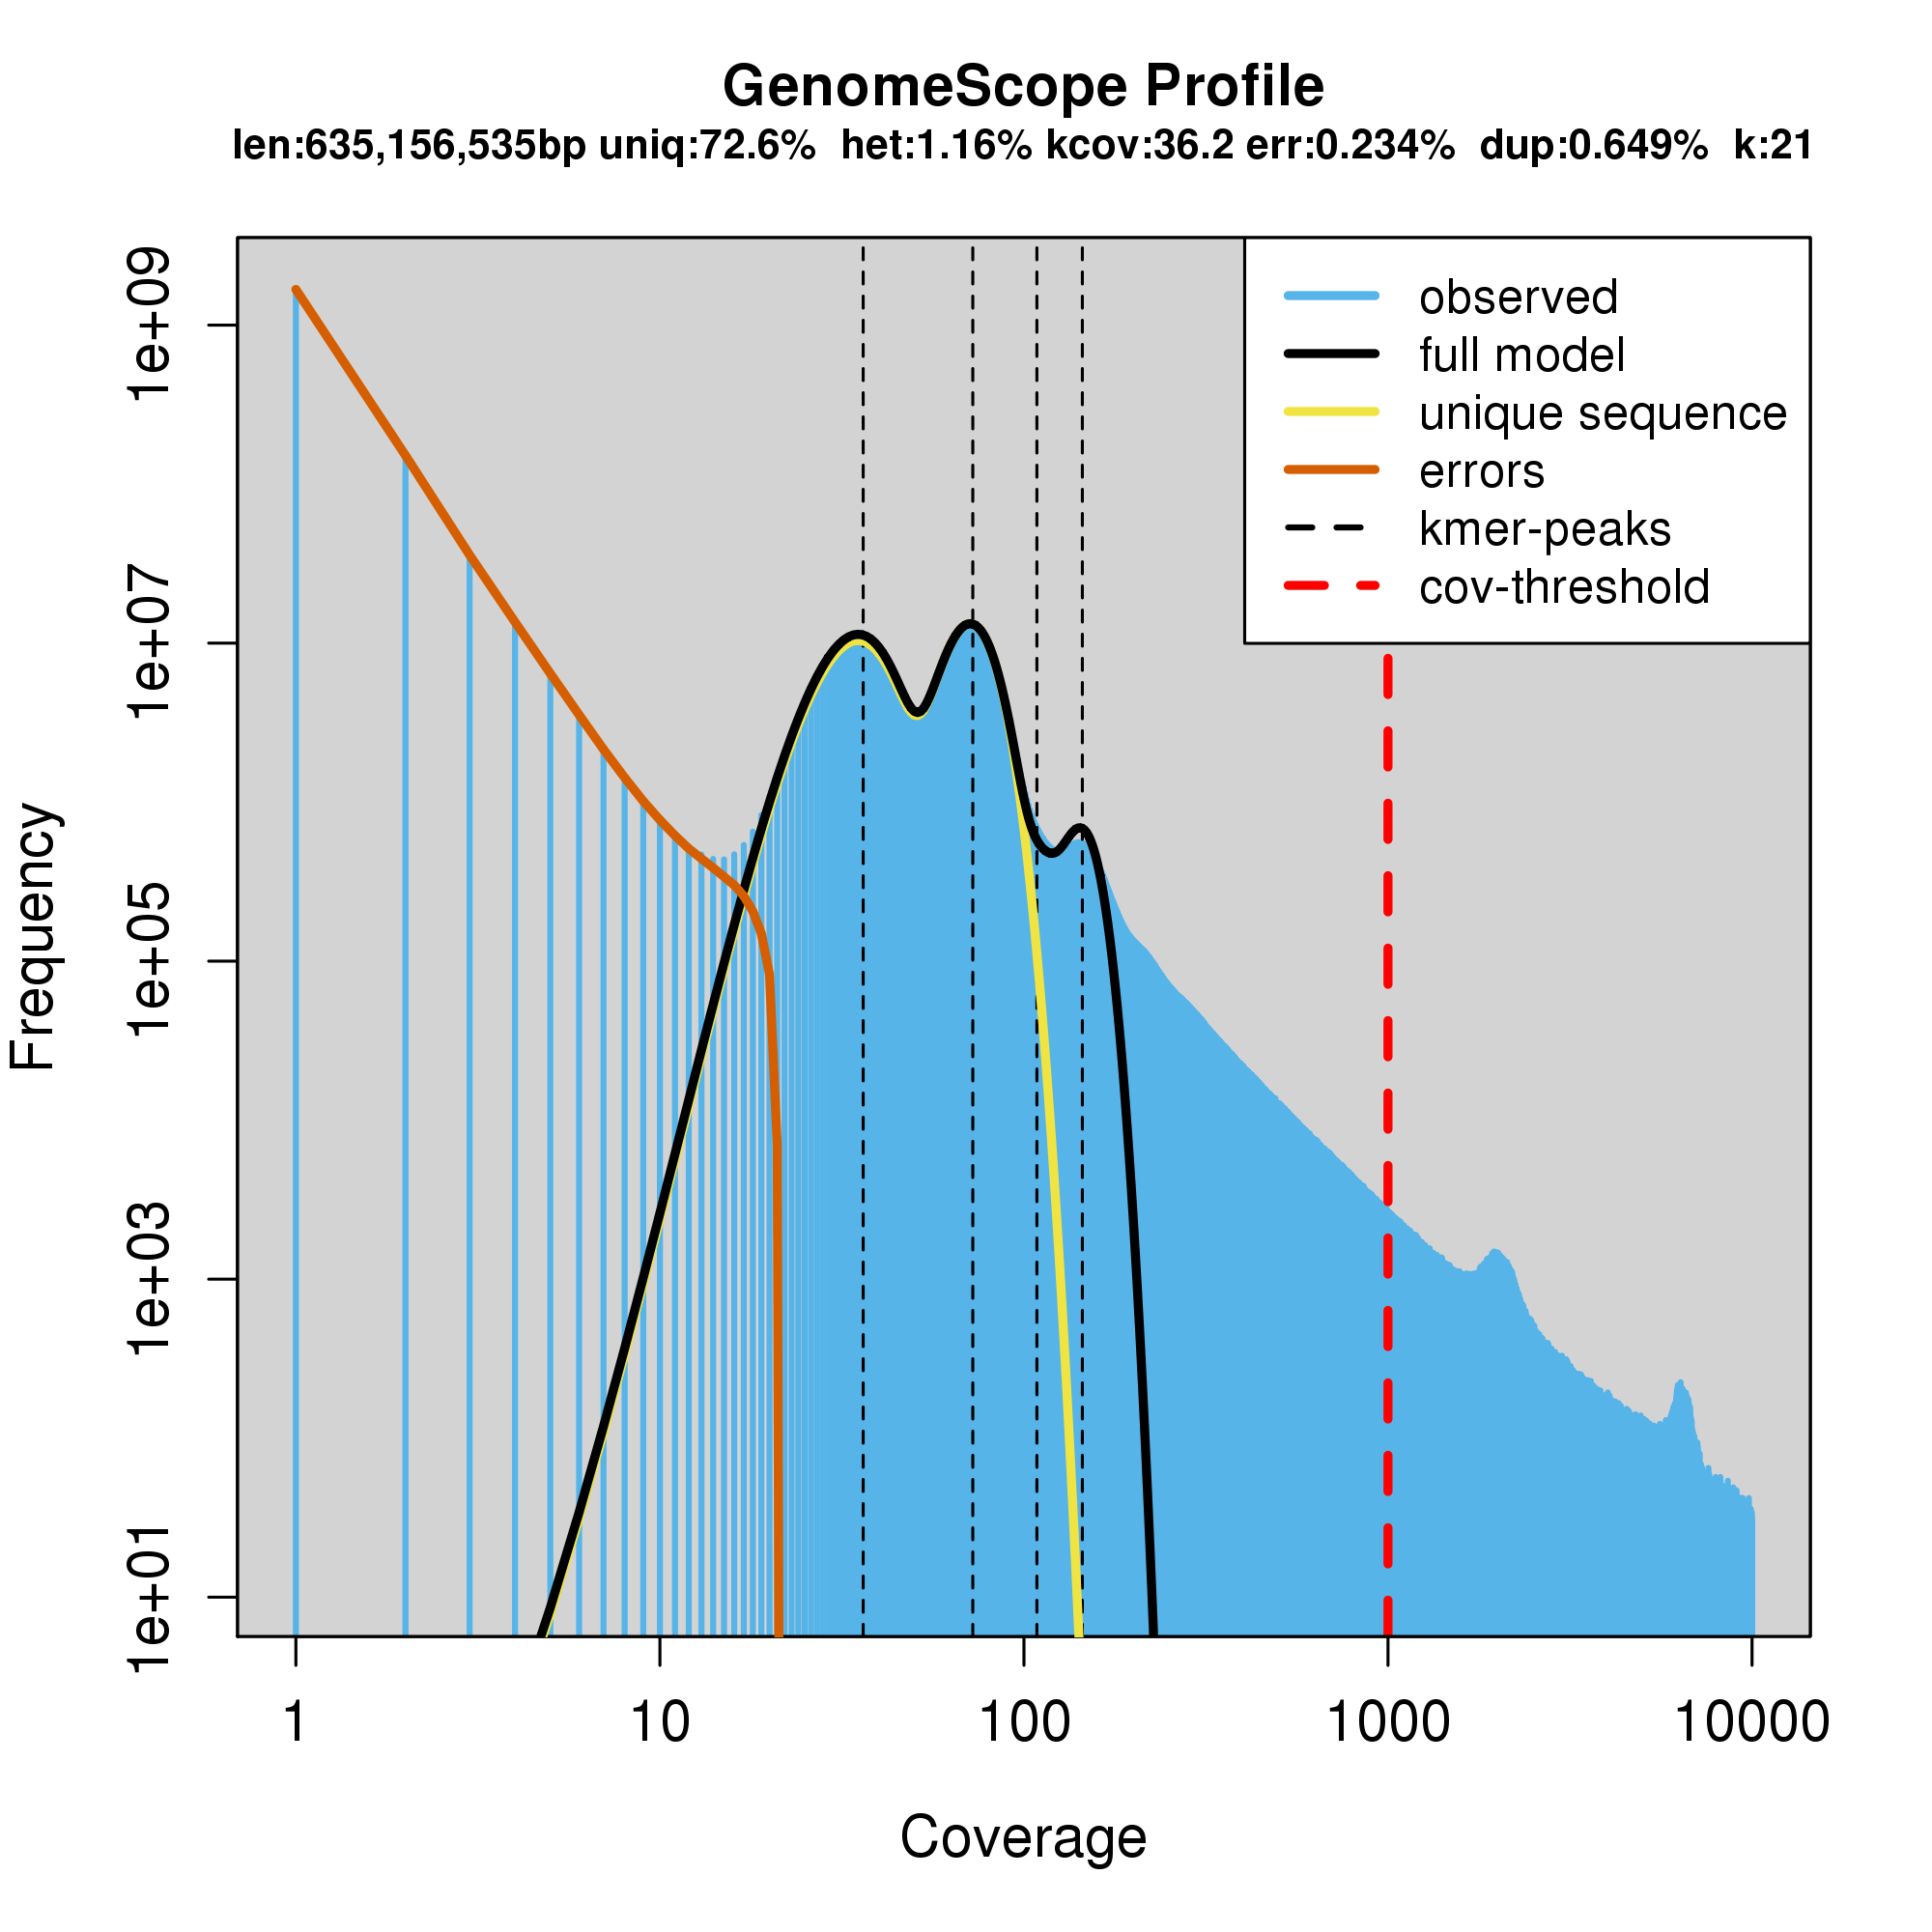 GenomeScope Profile
len:635,156,535bp uniq:72.6% het:1.16% kcov:36.2 err:0.234% dup:0.649% k:21
observed
full model
unique sequence
errors
kmer-peaks
cov-threshold
Frequency
1e+09
1e+07
1e+05
1e+03
1e+01
1 10 100 1000 10000
Coverage